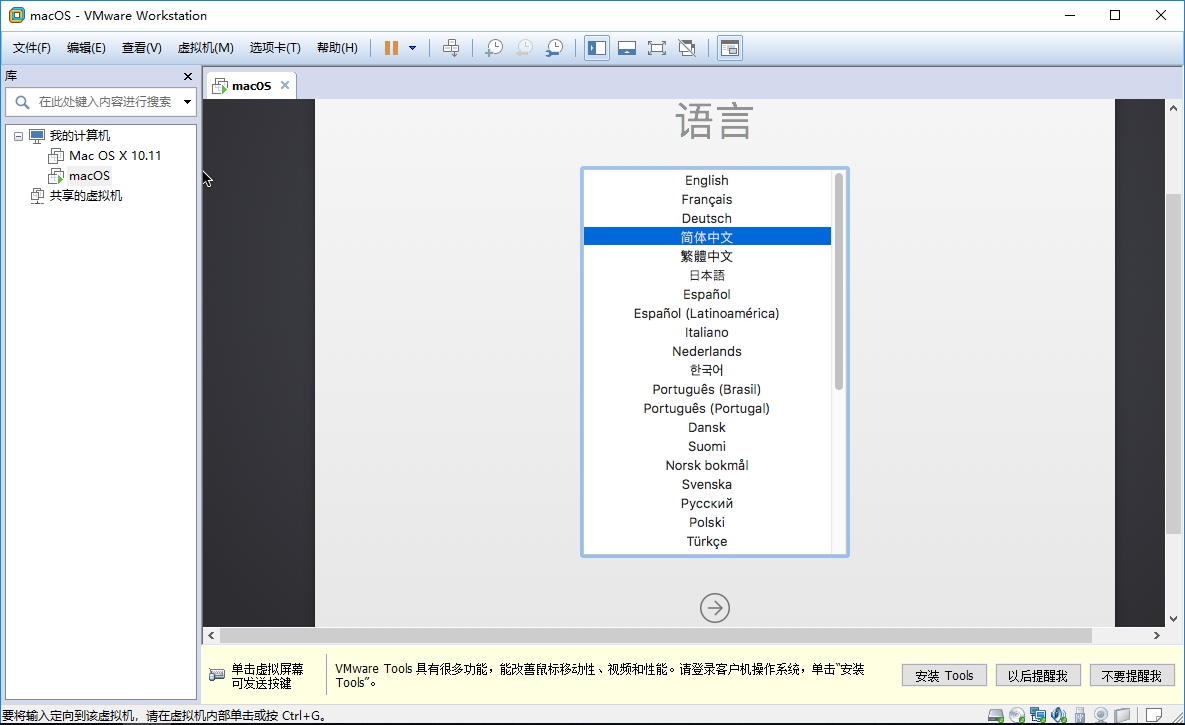 macOS - VMware Workstation
文件(F) 编辑(E) 查看(V) 虚拟机(M) 选项卡(T) 帮助(H)
库
在此处键入内容进行搜索
我的计算机
Mac OS X 10.11
macOS
共享的虚拟机
macOS
语言
English
Français
Deutsch
简体中文
繁體中文
日本語
Español
Español (Latinoamérica)
Italiano
Nederlands
한국어
Português (Brasil)
Português (Portugal)
Dansk
Suomi
Norsk bokmål
Svenska
Русский
Polski
Türkçe
单击虚拟屏幕
可发送按键
VMware Tools 具有很多功能，能改善鼠标移动性、视频和性能。请登录客户机操作系统，单击“安装
Tools”。
安装 Tools 以后提醒我 不要提醒我
要将输入定向到该虚拟机，请在虚拟机内部单击或按 Ctrl+G。